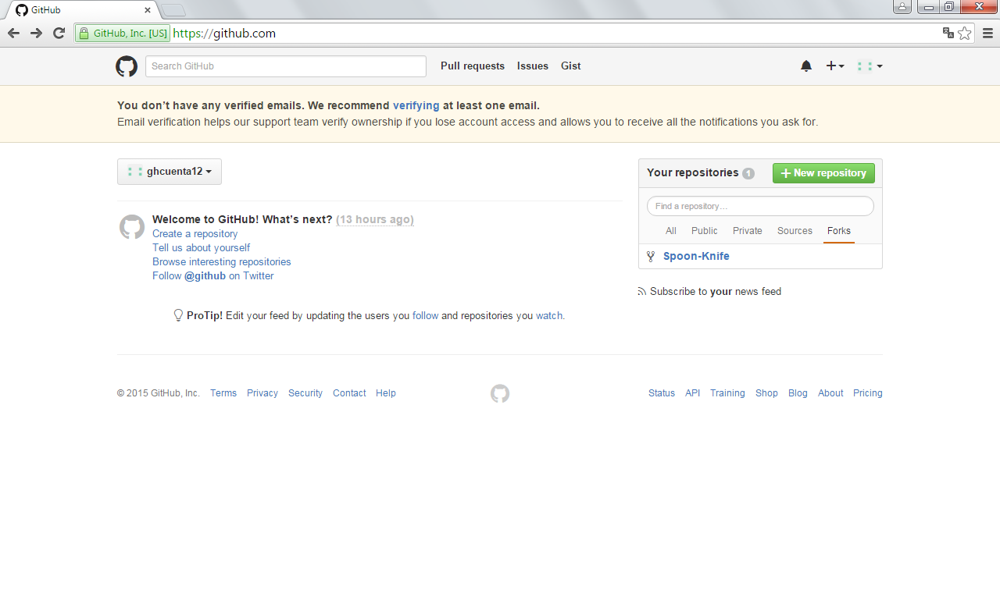 GitHub
GitHub, Inc. [US] https://github.com
Search GitHub Pull requests Issues Gist
You don’t have any verified emails. We recommend verifying at least one email.
Email verification helps our support team verify ownership if you lose account access and allows you to receive all the notifications you ask for.
ghcuenta12
Your repositories 1 New repository
Find a repository…
All Public Private Sources Forks
Spoon-Knife
Subscribe to your news feed
Welcome to GitHub! What’s next? (13 hours ago)
Create a repository
Tell us about yourself
Browse interesting repositories
Follow @github on Twitter
ProTip! Edit your feed by updating the users you follow and repositories you watch.
© 2015 GitHub, Inc. Terms Privacy Security Contact Help
Status API Training Shop Blog About Pricing